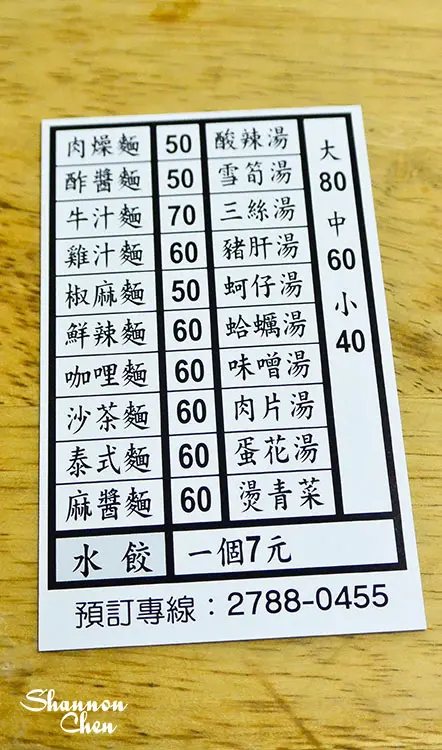 肉燥麵 50 酸辣湯
酢醬麵 50 雪筍湯
牛汁麵 70 三絲湯
雞汁麵 60 豬肝湯
椒麻麵 50 蚵仔湯
鮮辣麵 60 蛤蠣湯
咖哩麵 60 味噌湯
沙茶麵 60 肉片湯
泰式麵 60 蛋花湯
麻醬麵 60 燙青菜
大
80
中
60
小
40
水餃 一個7元
預訂專線：2788-0455
Shannon
Chen